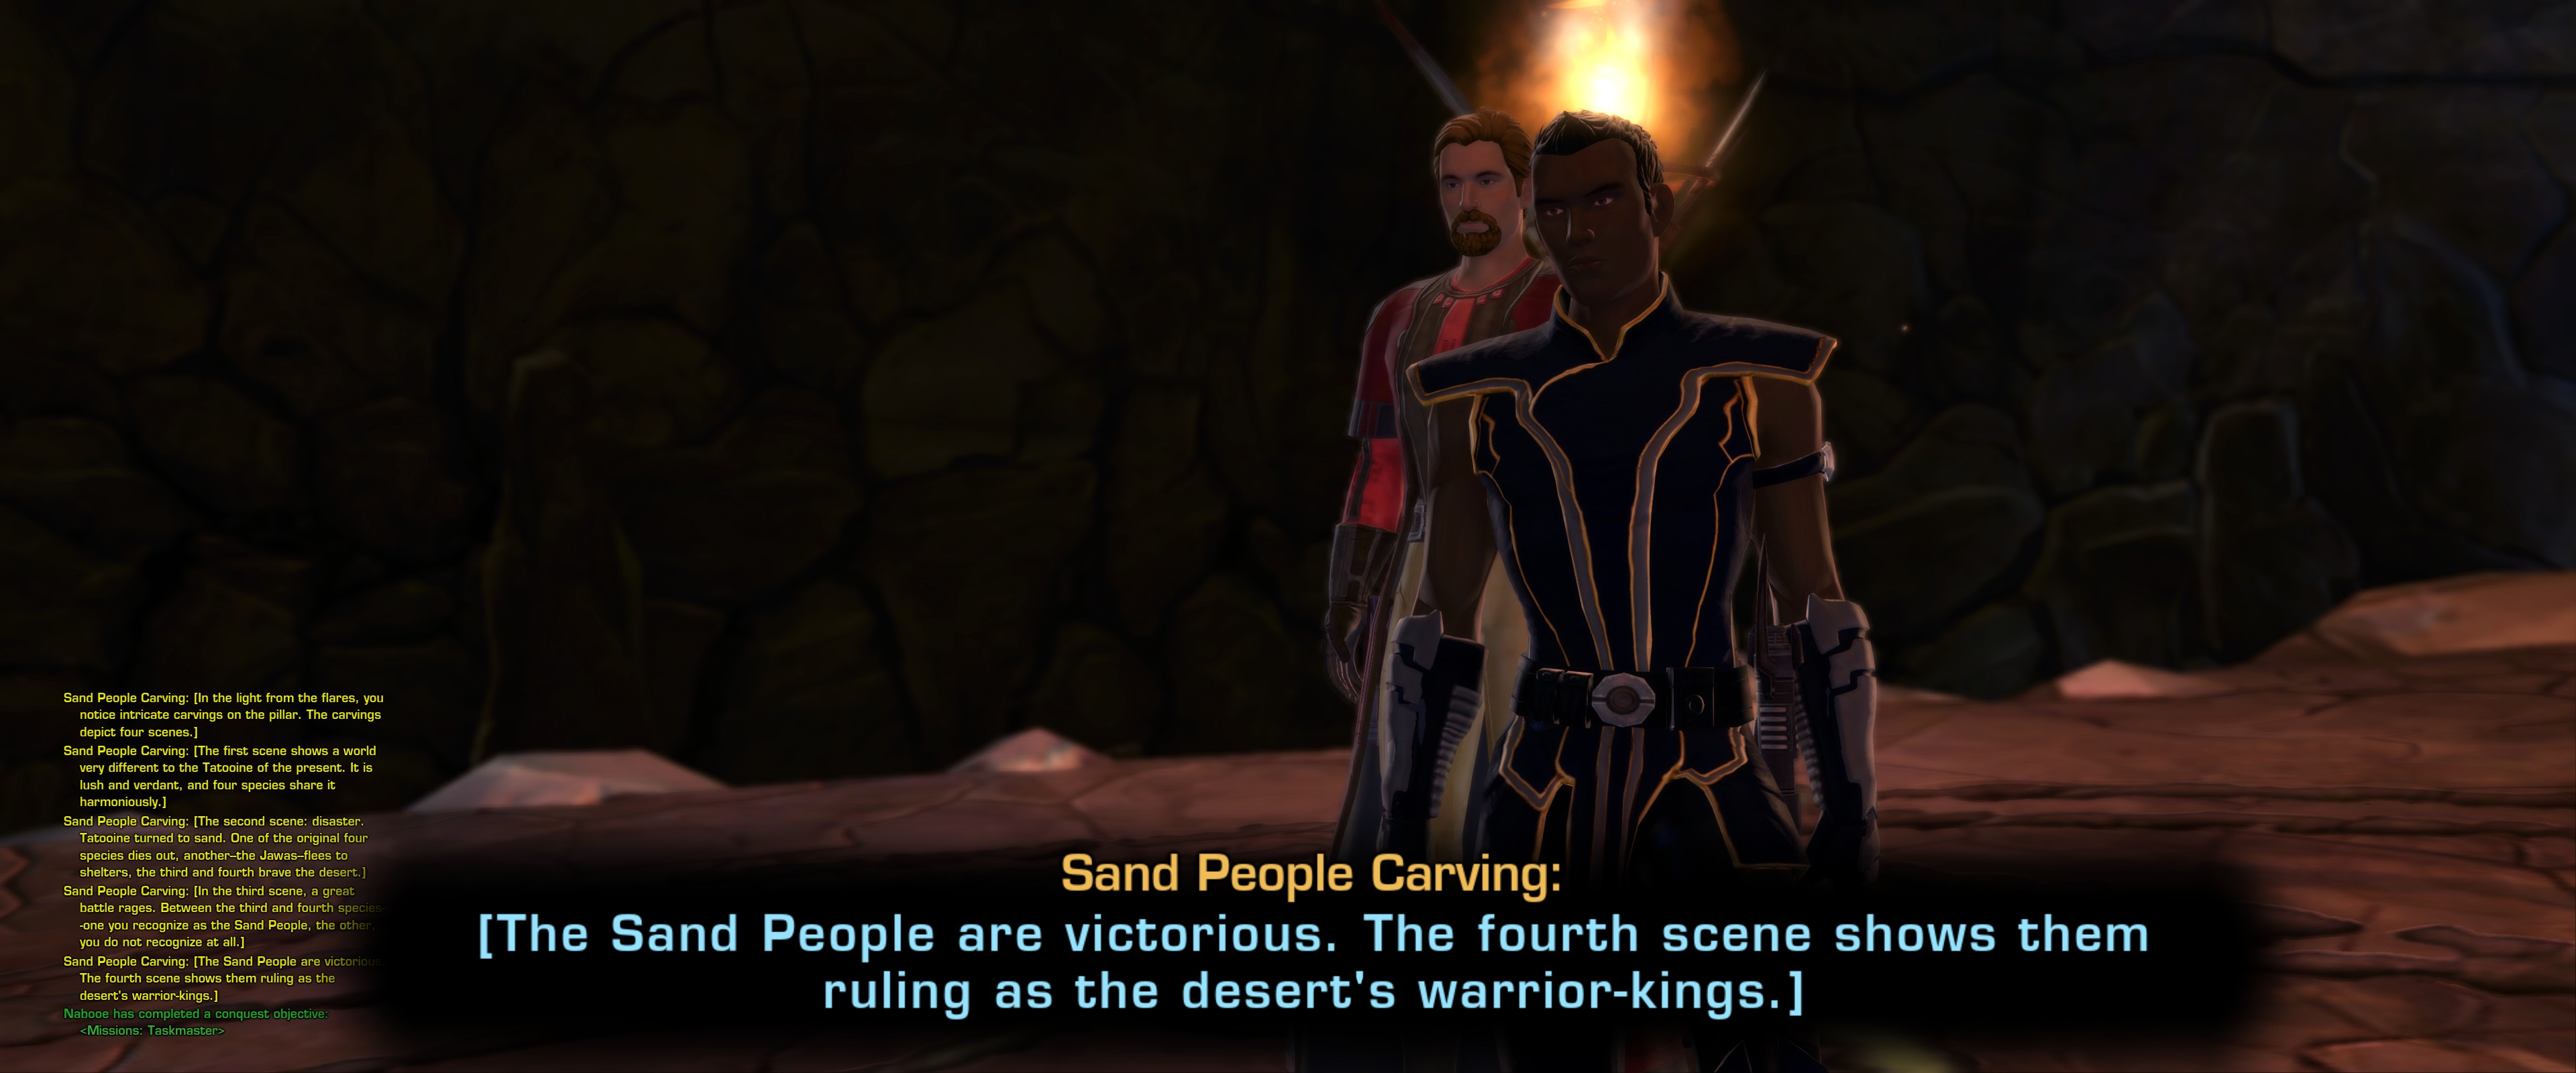 Sand People Carving: [In the light from the flares, you
notice intricate carvings on the pillar. The carvings
depict four scenes.]
Sand People Carving: [The first scene shows a world
very different to the Tatooine of the present. It is
lush and verdant, and four species share it
harmoniously.]
Sand People Carving: [The second scene: disaster.
Tatooine turned to sand. One of the original four
species dies out, another--the Jawas--flees to
shelters, the third and fourth brave the desert.]
Sand People Carving: [In the third scene, a great
battle rages. Between the third and fourth species-
-one you recognize as the Sand People, the other,
you do not recognize at all.]
Sand People Carving: [The Sand People are victorious.
The fourth scene shows them ruling as the
desert's warrior-kings.]
Nabooe has completed a conquest objective:
<Missions: Taskmaster>
Sand People Carving:
[The Sand People are victorious. The fourth scene shows them
ruling as the desert's warrior-kings.]